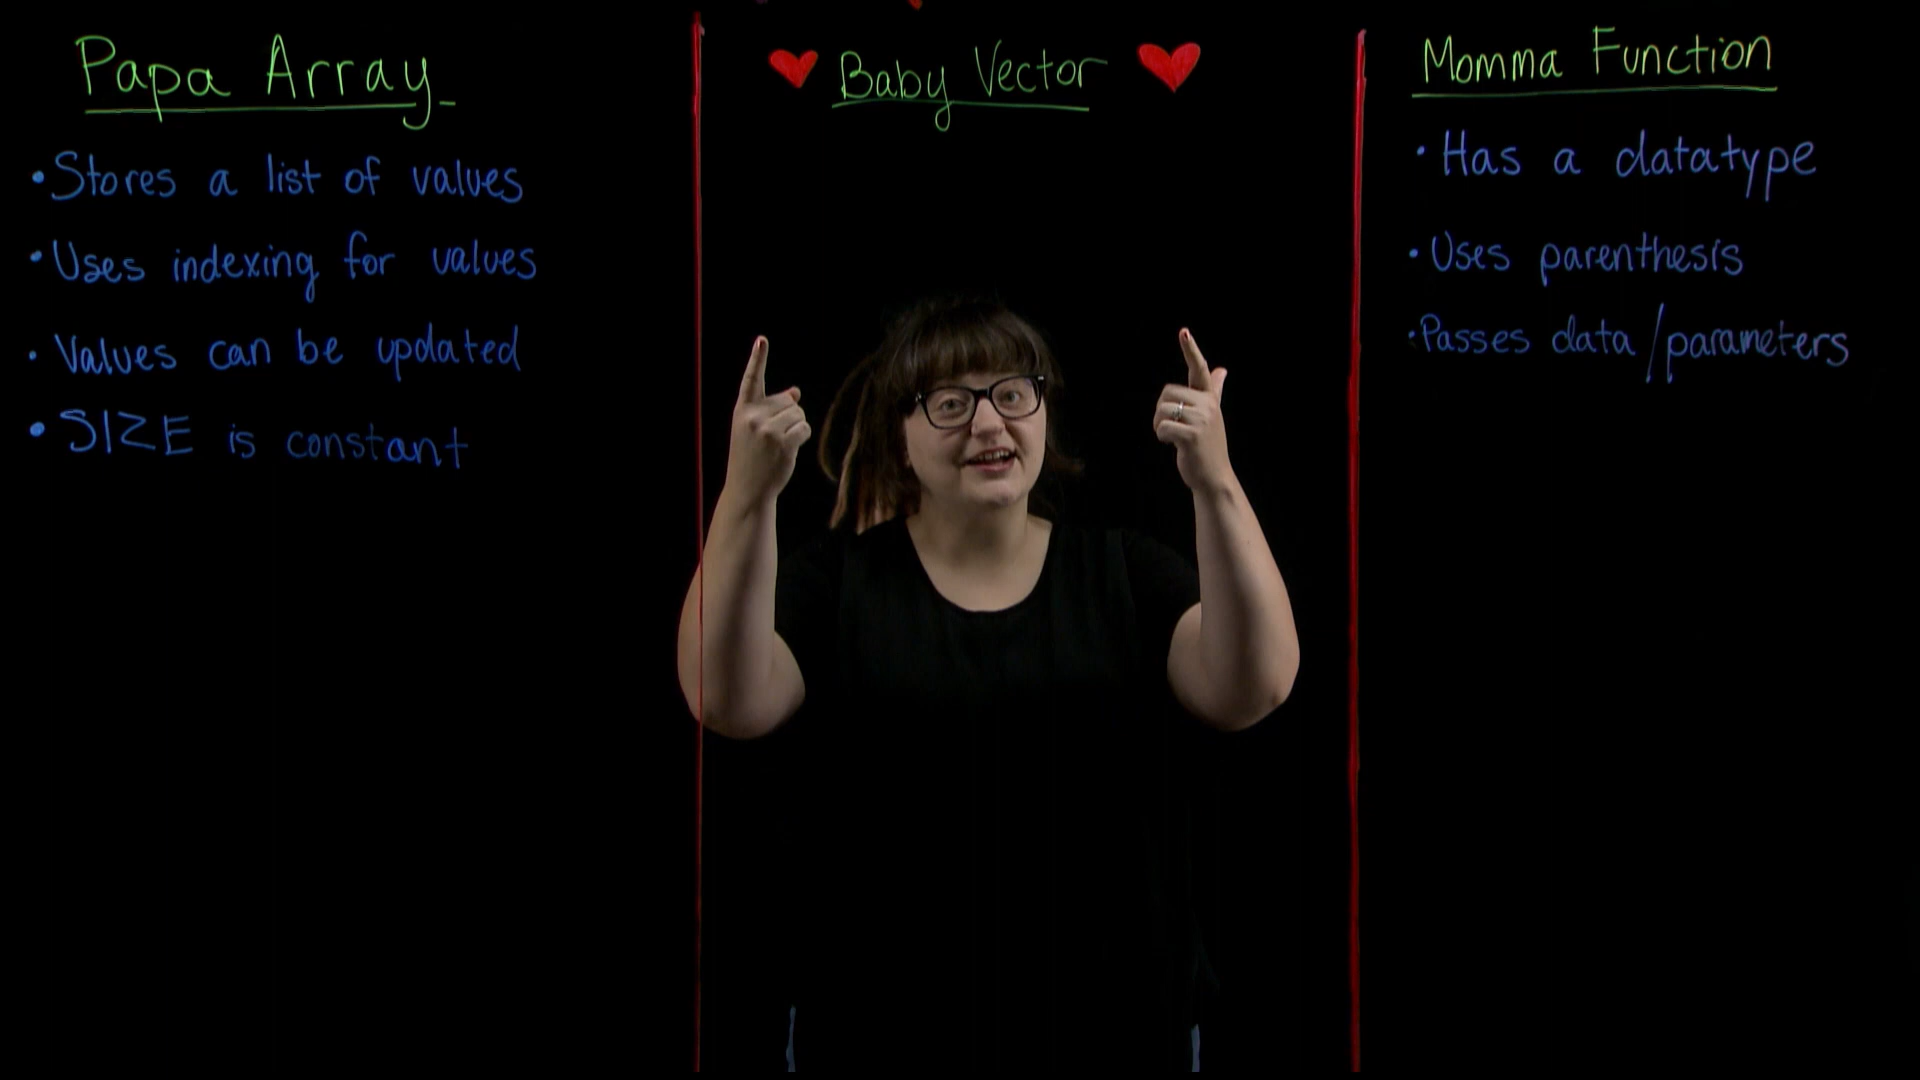 Papa Array
• Stores a list of values
• Uses indexing for values
• Values can be updated
• SIZE is constant
Baby Vector
Momma Function
• Has a datatype
• Uses parenthesis
• Passes data/parameters